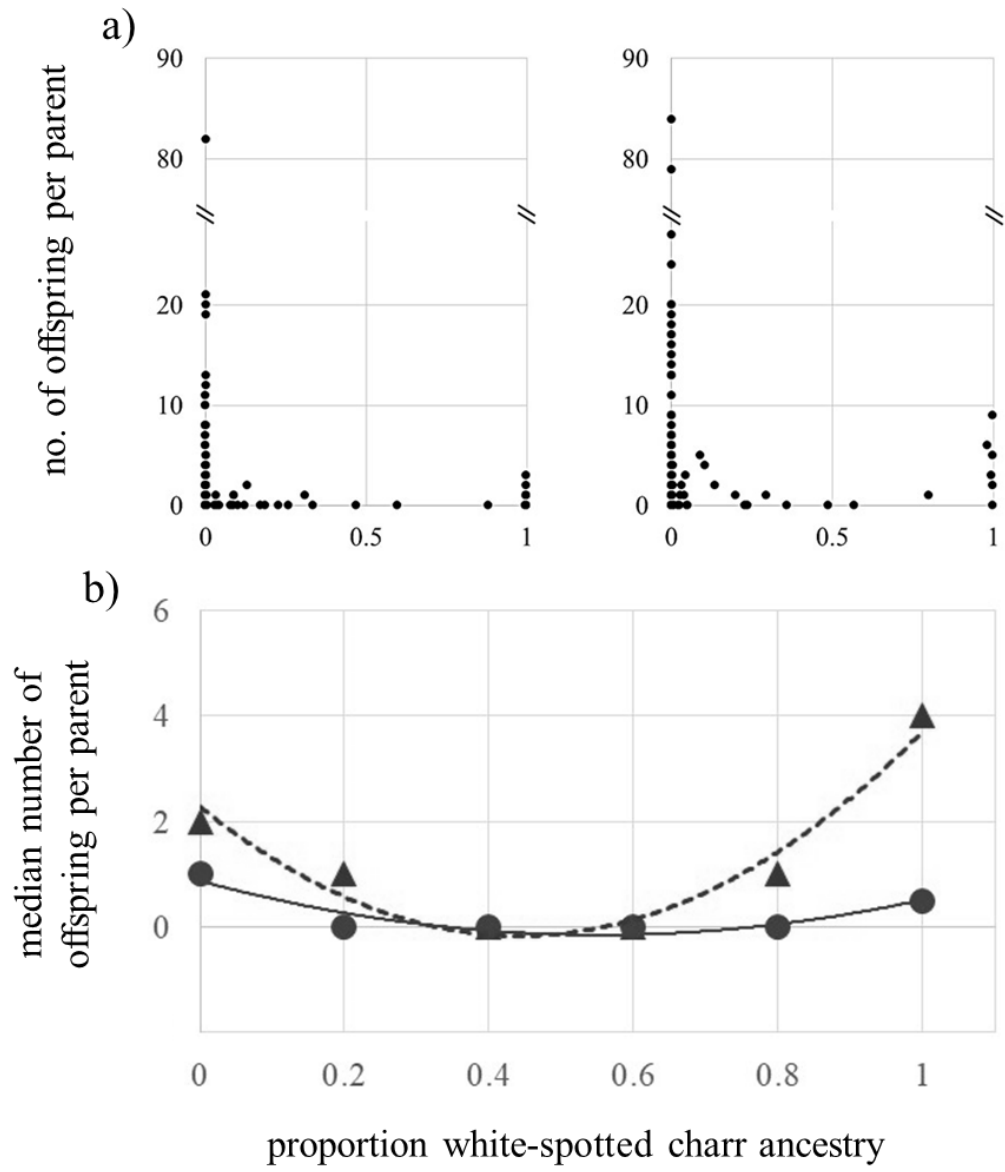 a)
no. of offspring per parent
90
80
20
10
0
0 0.5 1
90
80
20
10
0
0 0.5 1
b)
median number of
offspring per parent
6
4
2
0
0 0.2 0.4 0.6 0.8 1
proportion white-spotted charr ancestry